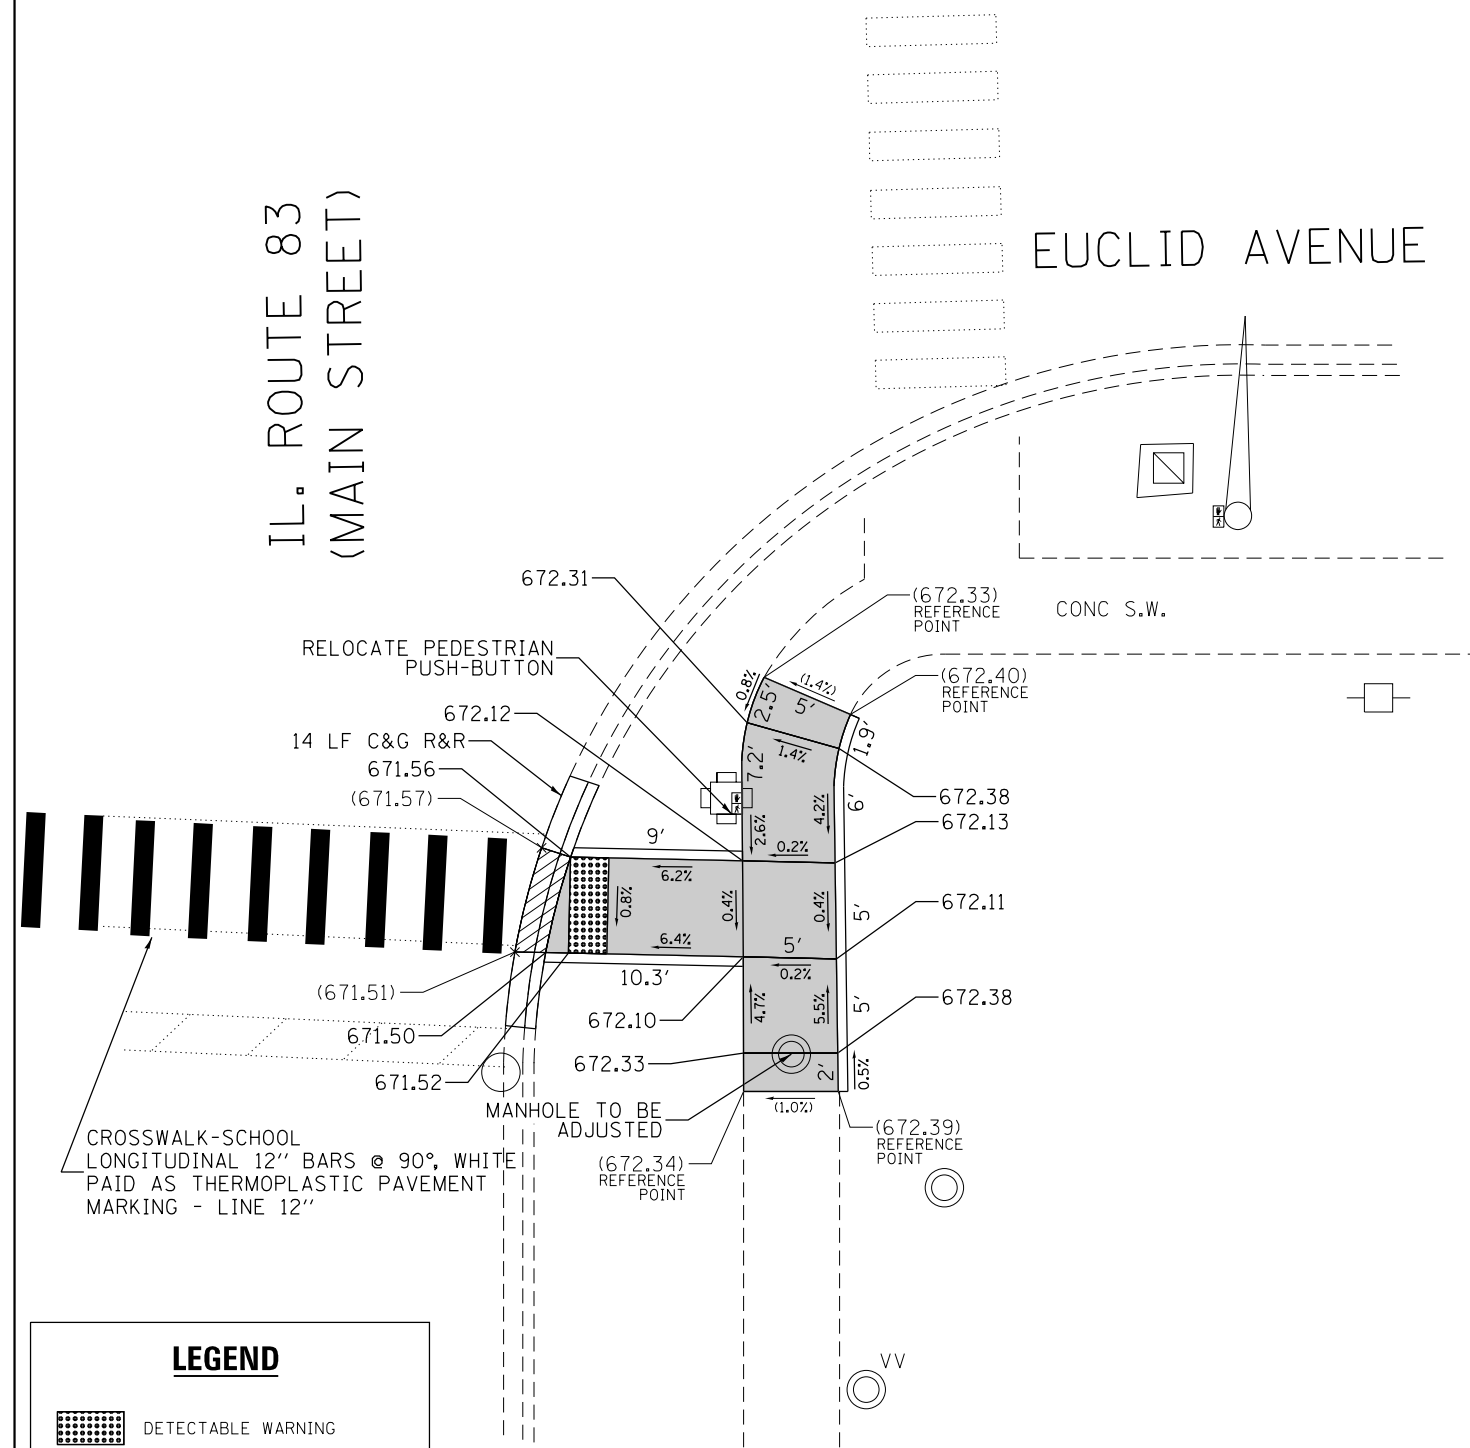 IL. ROUTE 83
(MAIN STREET)
EUCLID AVENUE
672.31
(672.33)
REFERENCE
POINT
CONC S.W.
RELOCATE PEDESTRIAN
PUSH-BUTTON
(672.40)
REFERENCE
POINT
0.8%
2.5'
(1.4%)
5'
1.9'
672.12
14 LF C&G R&R
671.56
(671.57)
1.4%
7.2'
672.38
672.13
6'
4.2%
2.6%
0.2%
9'
6.2%
0.8%
0.4%
0.4%
5'
672.11
6.4%
5'
0.2%
10.3'
(671.51)
671.50
671.52
672.10
672.33
4.7%
5.5%
5'
672.38
2'
0.5%
(1.0%)
MANHOLE TO BE
ADJUSTED
(672.34)
REFERENCE
POINT
(672.39)
REFERENCE
POINT
CROSSWALK-SCHOOL
LONGITUDINAL 12" BARS @ 90°, WHITE
PAID AS THERMOPLASTIC PAVEMENT
MARKING - LINE 12"
VV
LEGEND
DETECTABLE WARNING